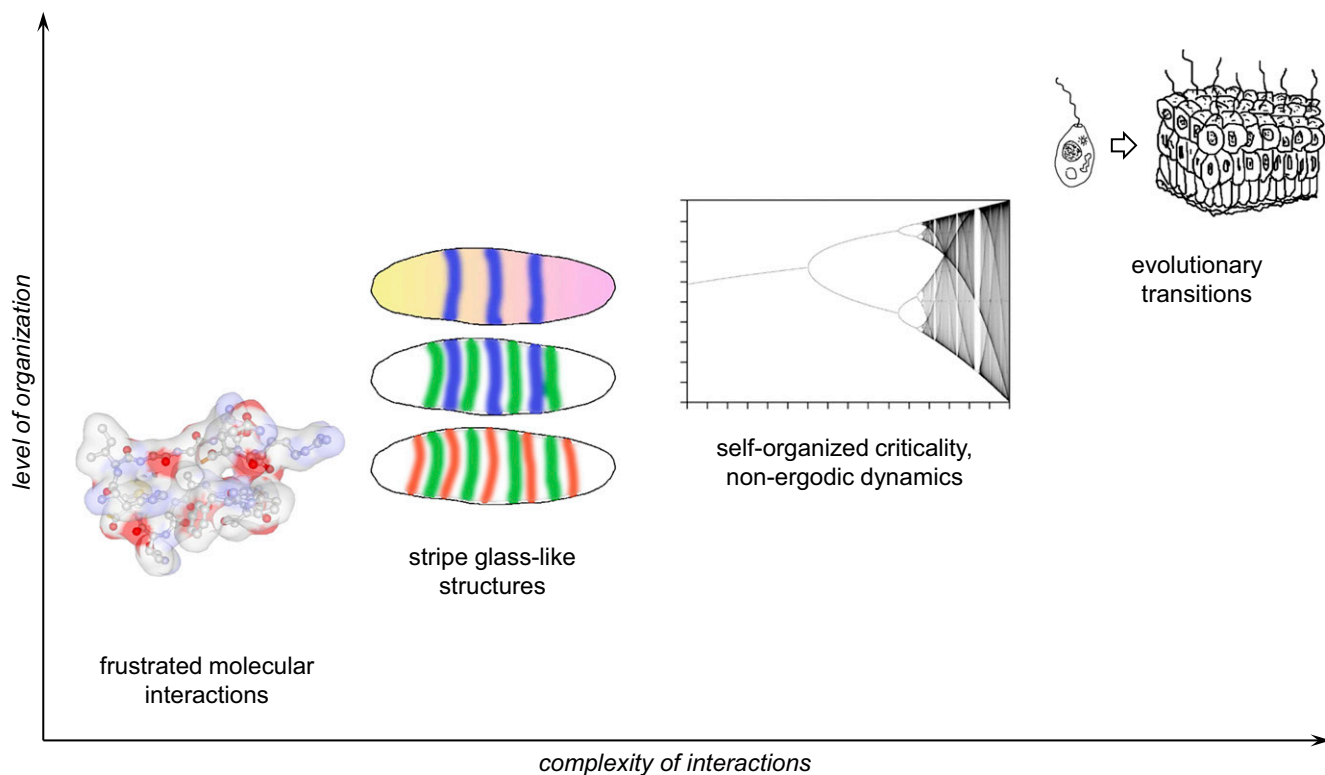 level of organization
frustrated molecular
interactions
stripe glass-like
structures
self-organized criticality,
non-ergodic dynamics
evolutionary
transitions
complexity of interactions